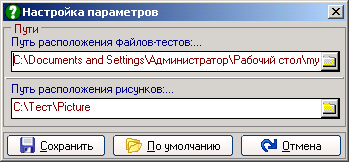 Настройка параметров
Пути
Путь расположения файлов-тестов:...
C:\Documents and Settings\Администратор\Рабочий стол\my
Путь расположения рисунков:...
C:\Тест\Picture
Сохранить
По умолчанию
Отмена